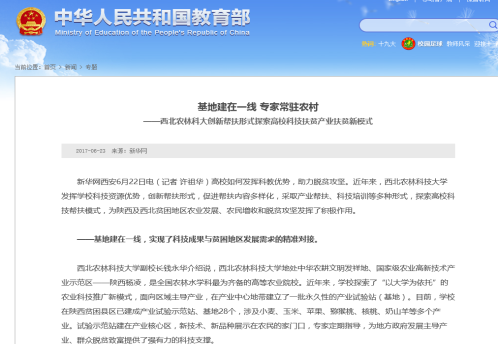 中华人民共和国教育部
Ministry of Education of the People's Republic of China
校园足球
当前位置: 首页 > 新闻 > 专题
基地建在一线 专家常驻农村
——西北农林科大创新帮扶形式探索高校科技扶贫产业扶贫新模式
2017-06-23 来源：新华网
新华网西安6月22日电（记者 许祖华）高校如何发挥科教优势，助力脱贫攻坚。近年来，西北农林科技大学
发挥学校科技资源优势，创新帮扶形式，促进帮扶内容多样化，采取产业帮扶、科技培训等多种形式，探索高校科
技帮扶模式，为陕西及西北贫困地区农业发展、农民增收和脱贫攻坚发挥了积极作用。
——基地建在一线，实现了科技成果与贫困地区发展需求的精准对接。
西北农林科技大学副校长钱永华介绍说，西北农林科技大学地处中华农耕文明发祥地、国家级农业高新技术产
业示范区——陕西杨凌，是全国农林水学科最为齐备的高等农业院校。近年来，学校探索了“以大学为依托”的
农业科技推广新模式，面向区域主导产业，在产业中心地带建立了一批永久性的产业试验站（基地）。目前，学校
在陕西贫困县区已建成产业试验示范站、基地28个，涉及小麦、玉米、苹果、猕猴桃、核桃、奶山羊等多个产
业。试验示范站建在产业核心区，新技术、新品种展示在农民的家门口，专家定期指导，为地方政府发展主导产
业、群众脱贫致富提供了强有力的科技支撑。